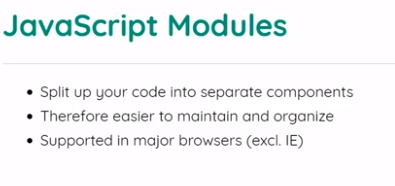 JavaScript Modules
• Split up your code into separate components
• Therefore easier to maintain and organize
• Supported in major browsers (excl. IE)